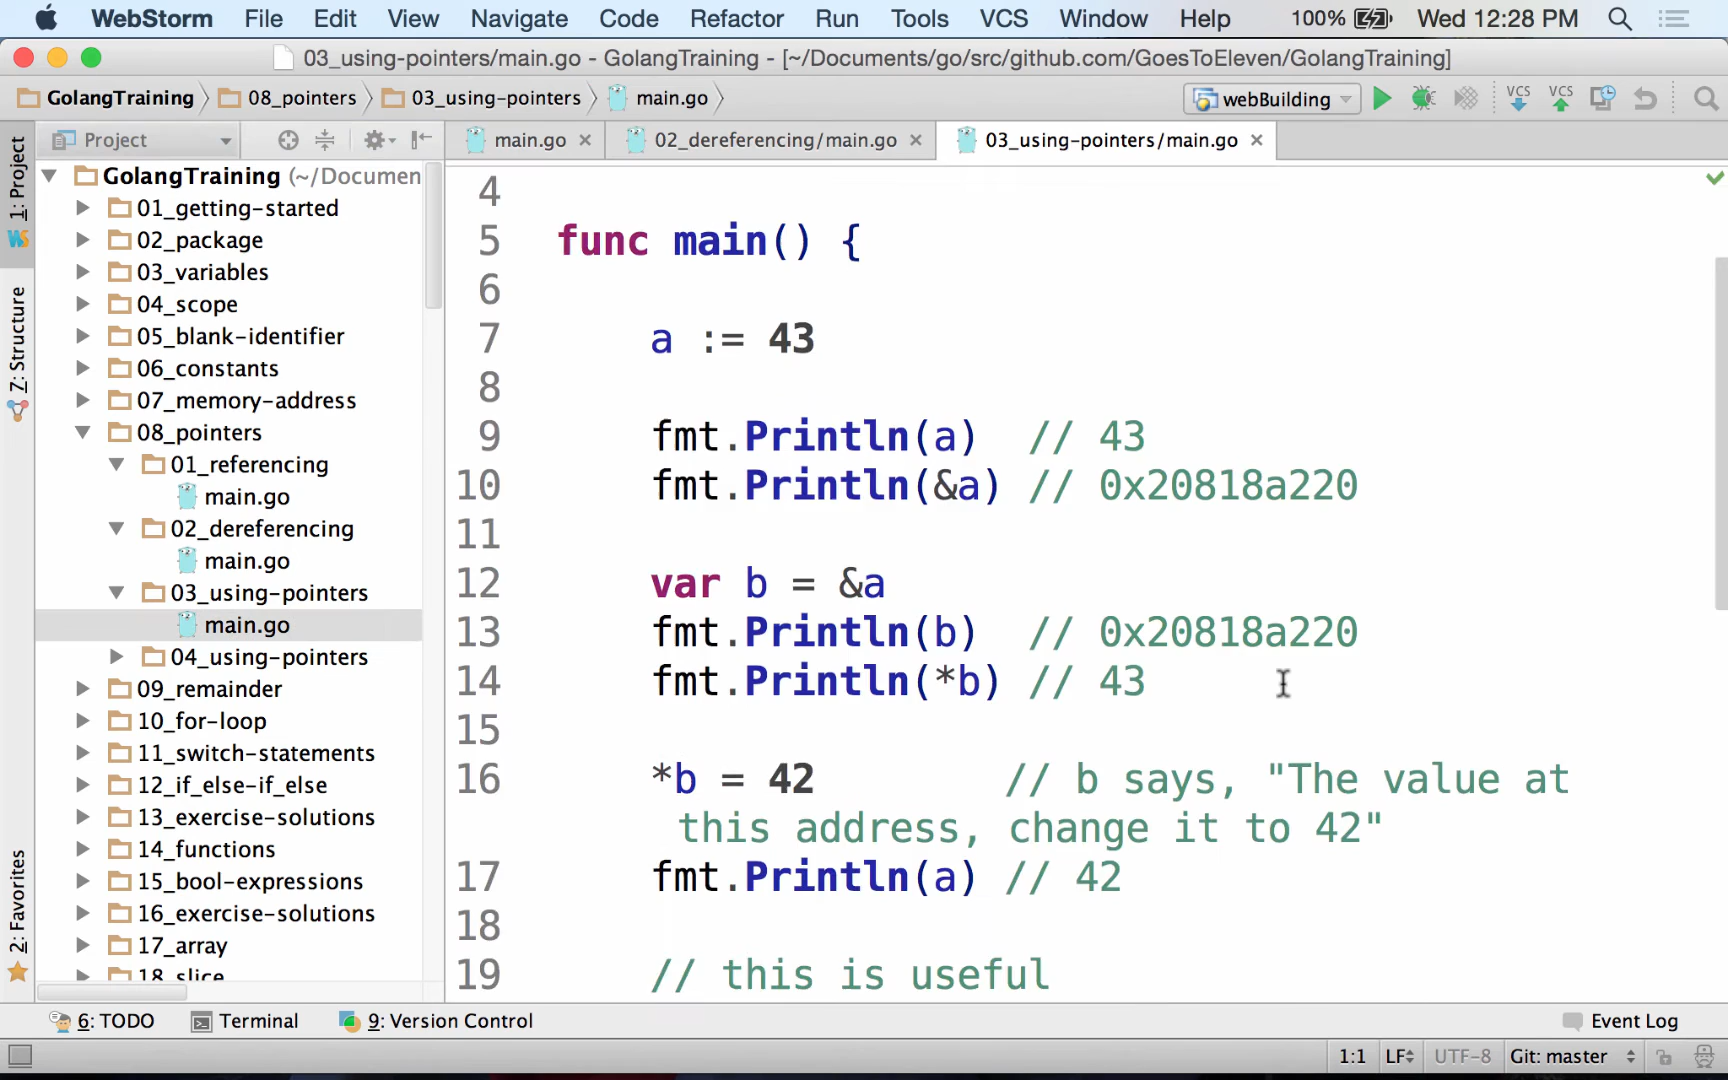 WebStorm File Edit View Navigate Code Refactor Run Tools VCS Window Help 100% Wed 12:28 PM
03_using-pointers/main.go - GolangTraining - [~/Documents/go/src/github.com/GoesToEleven/GolangTraining]
GolangTraining 08_pointers 03_using-pointers main.go webBuilding VCS VCS
Project main.go 02_dereferencing/main.go 03_using-pointers/main.go
1: Project
7: Structure
2: Favorites
GolangTraining (~/Documen
01_getting-started
02_package
03_variables
04_scope
05_blank-identifier
06_constants
07_memory-address
08_pointers
01_referencing
main.go
02_dereferencing
main.go
03_using-pointers
main.go
04_using-pointers
09_remainder
10_for-loop
11_switch-statements
12_if_else-if_else
13_exercise-solutions
14_functions
15_bool-expressions
16_exercise-solutions
17_array
18_slice
4
5 func main() {
6
7 a := 43
8
9 fmt.Println(a) // 43
10 fmt.Println(&a) // 0x20818a220
11
12 var b = &a
13 fmt.Println(b) // 0x20818a220
14 fmt.Println(*b) // 43
15
16 *b = 42 // b says, "The value at
this address, change it to 42"
17 fmt.Println(a) // 42
18
19 // this is useful
6: TODO Terminal 9: Version Control Event Log
1:1 LF UTF-8 Git: master